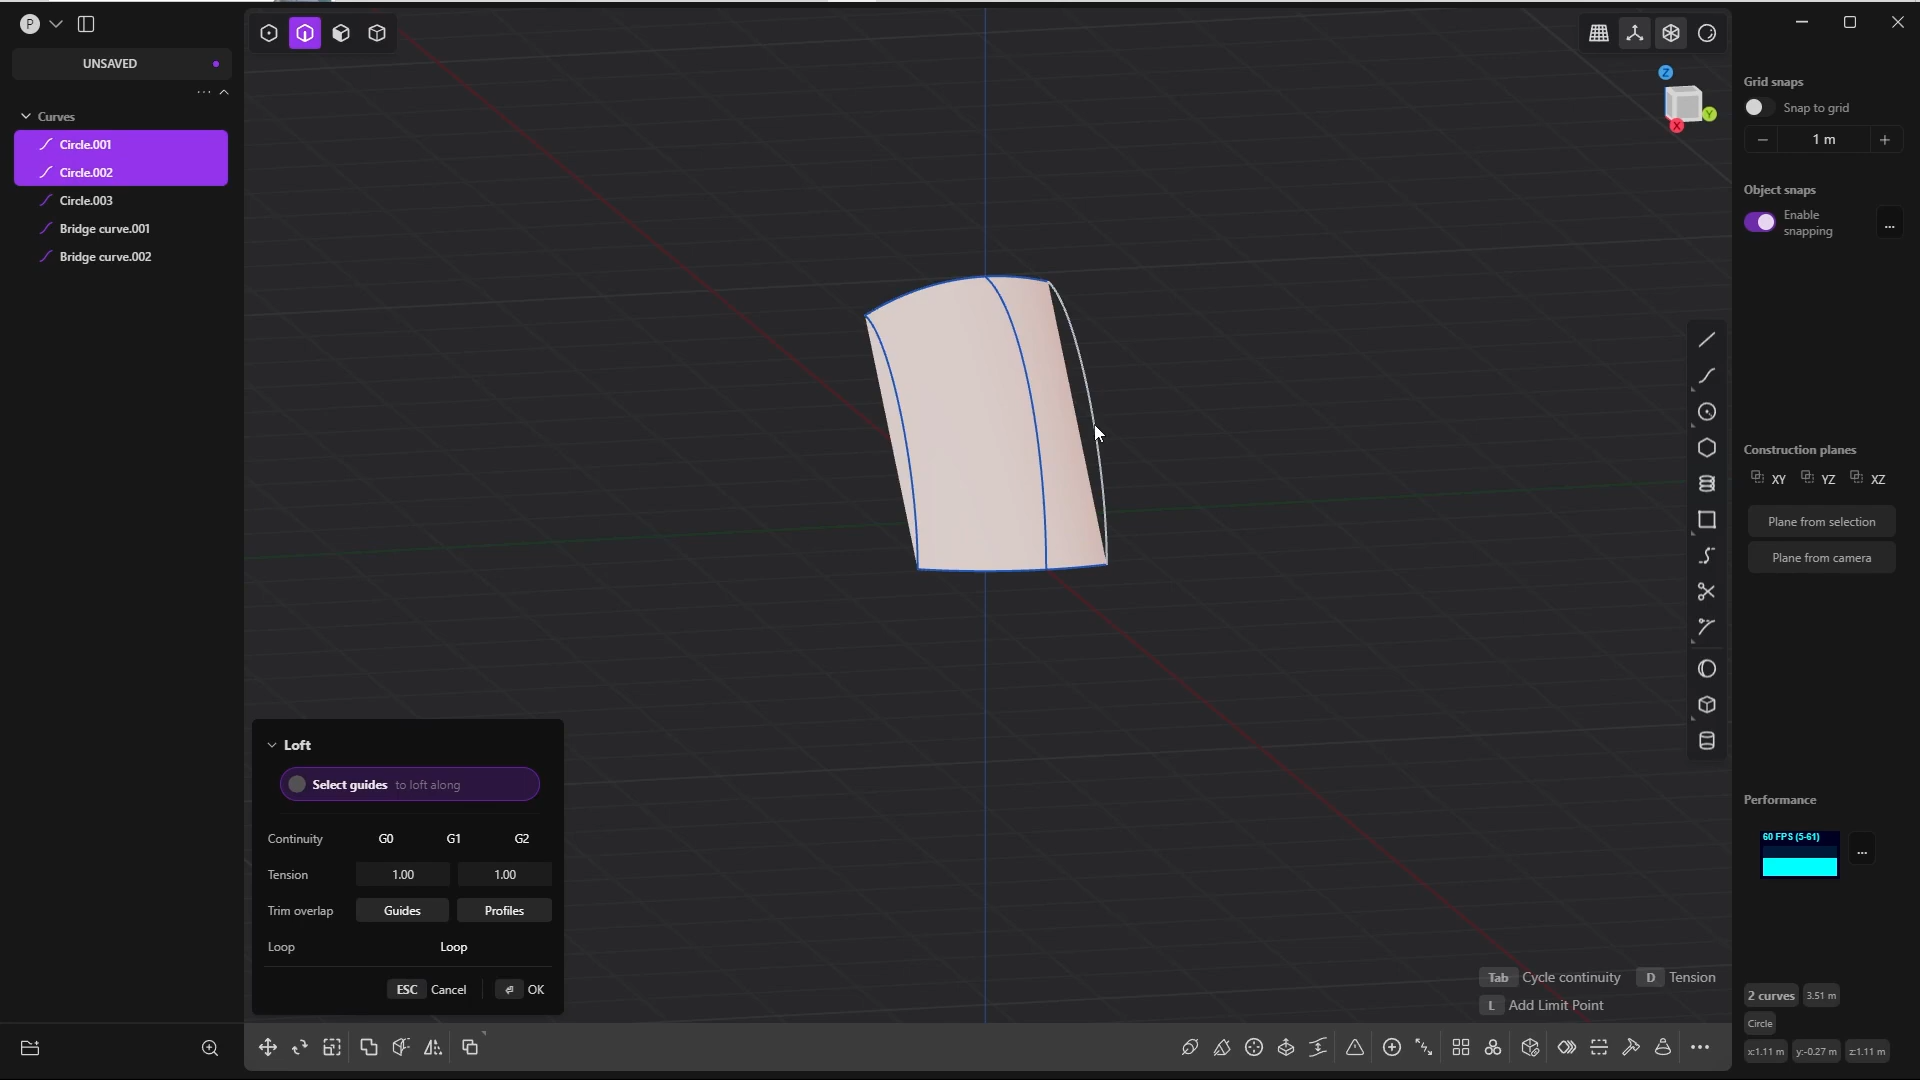 P
UNSAVED
...
Curves
Circle.001
Circle.002
Circle.003
Bridge curve.001
Bridge curve.002
Z
Y
X
Grid snaps
Snap to grid
1 m
Object snaps
Enable
snapping
...
Construction planes
XY YZ XZ
Plane from selection
Plane from camera
Performance
60 FPS (5-61)
...
Loft
Select guides to loft along
Continuity G0 G1 G2
Tension 1.00 1.00
Trim overlap Guides Profiles
Loop Loop
ESC Cancel OK
Tab Cycle continuity D Tension
L Add Limit Point
2 curves 3.51 m
Circle
x:1.11 m y:-0.27 m z:1.11 m